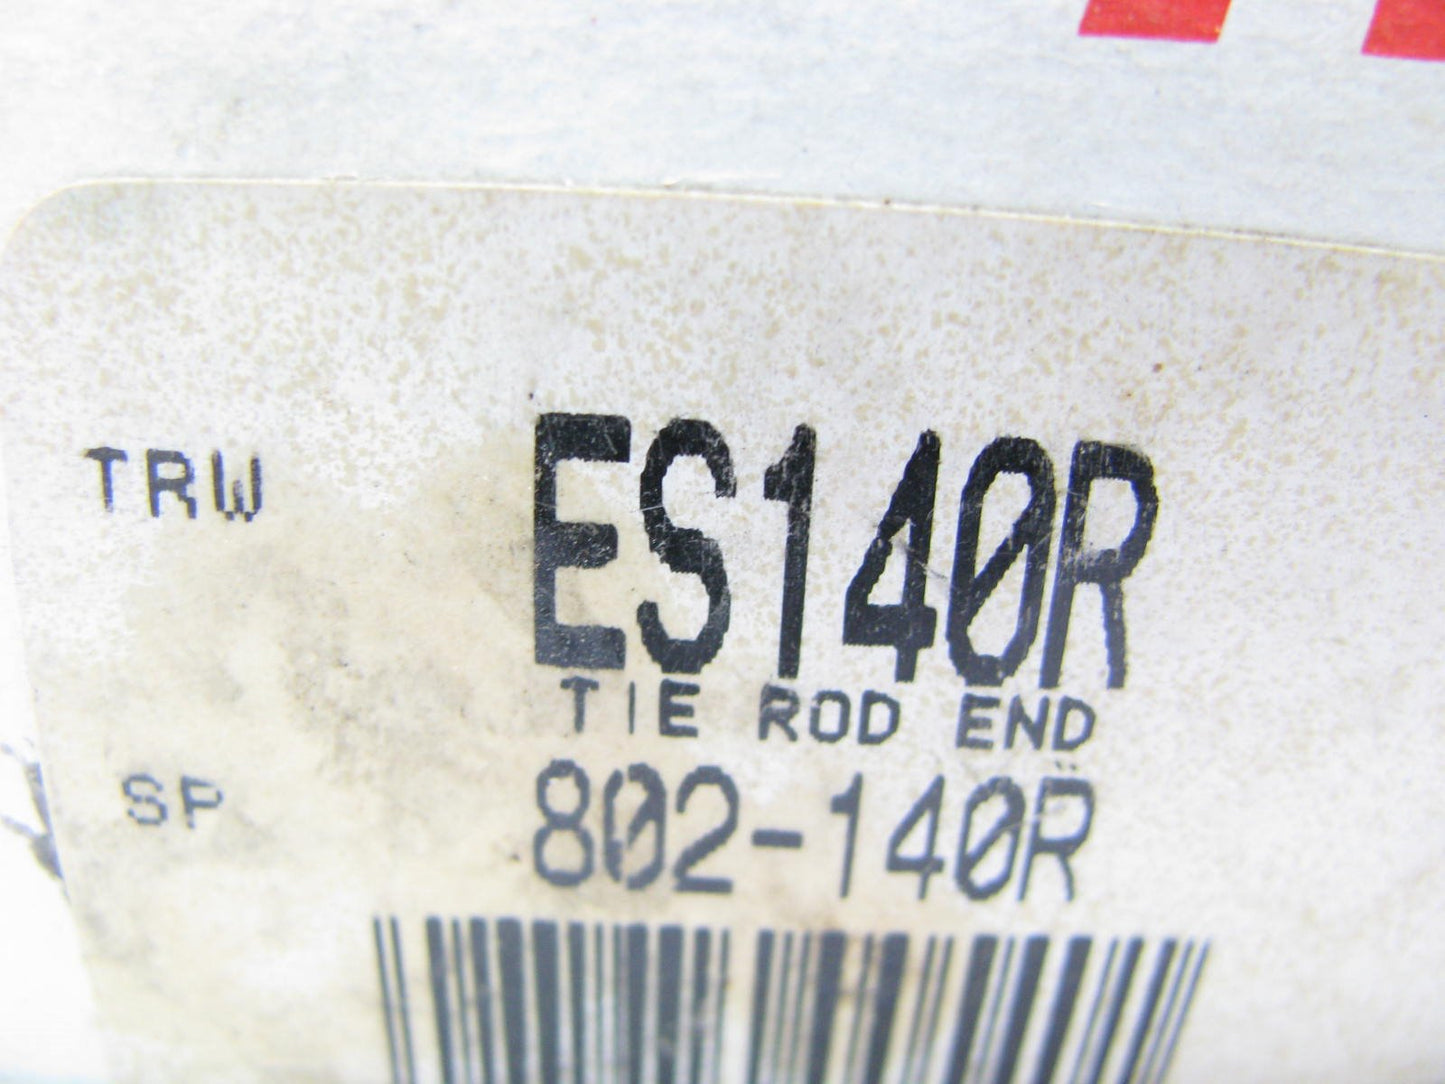 TRW ES140R
TIE ROD END
SP 802-140R